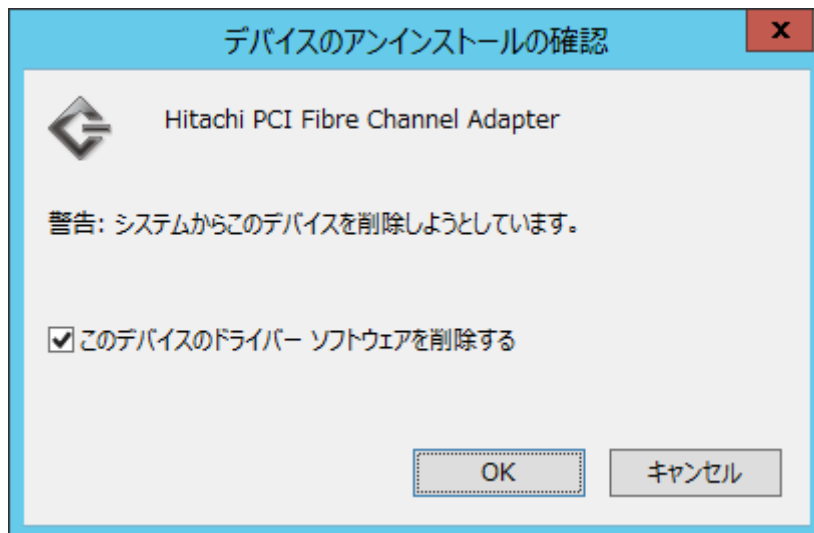 デバイスのアンインストールの確認
x
Hitachi PCI Fibre Channel Adapter
警告: システムからこのデバイスを削除しようとしています。
このデバイスのドライバー ソフトウェアを削除する
OK
キャンセル